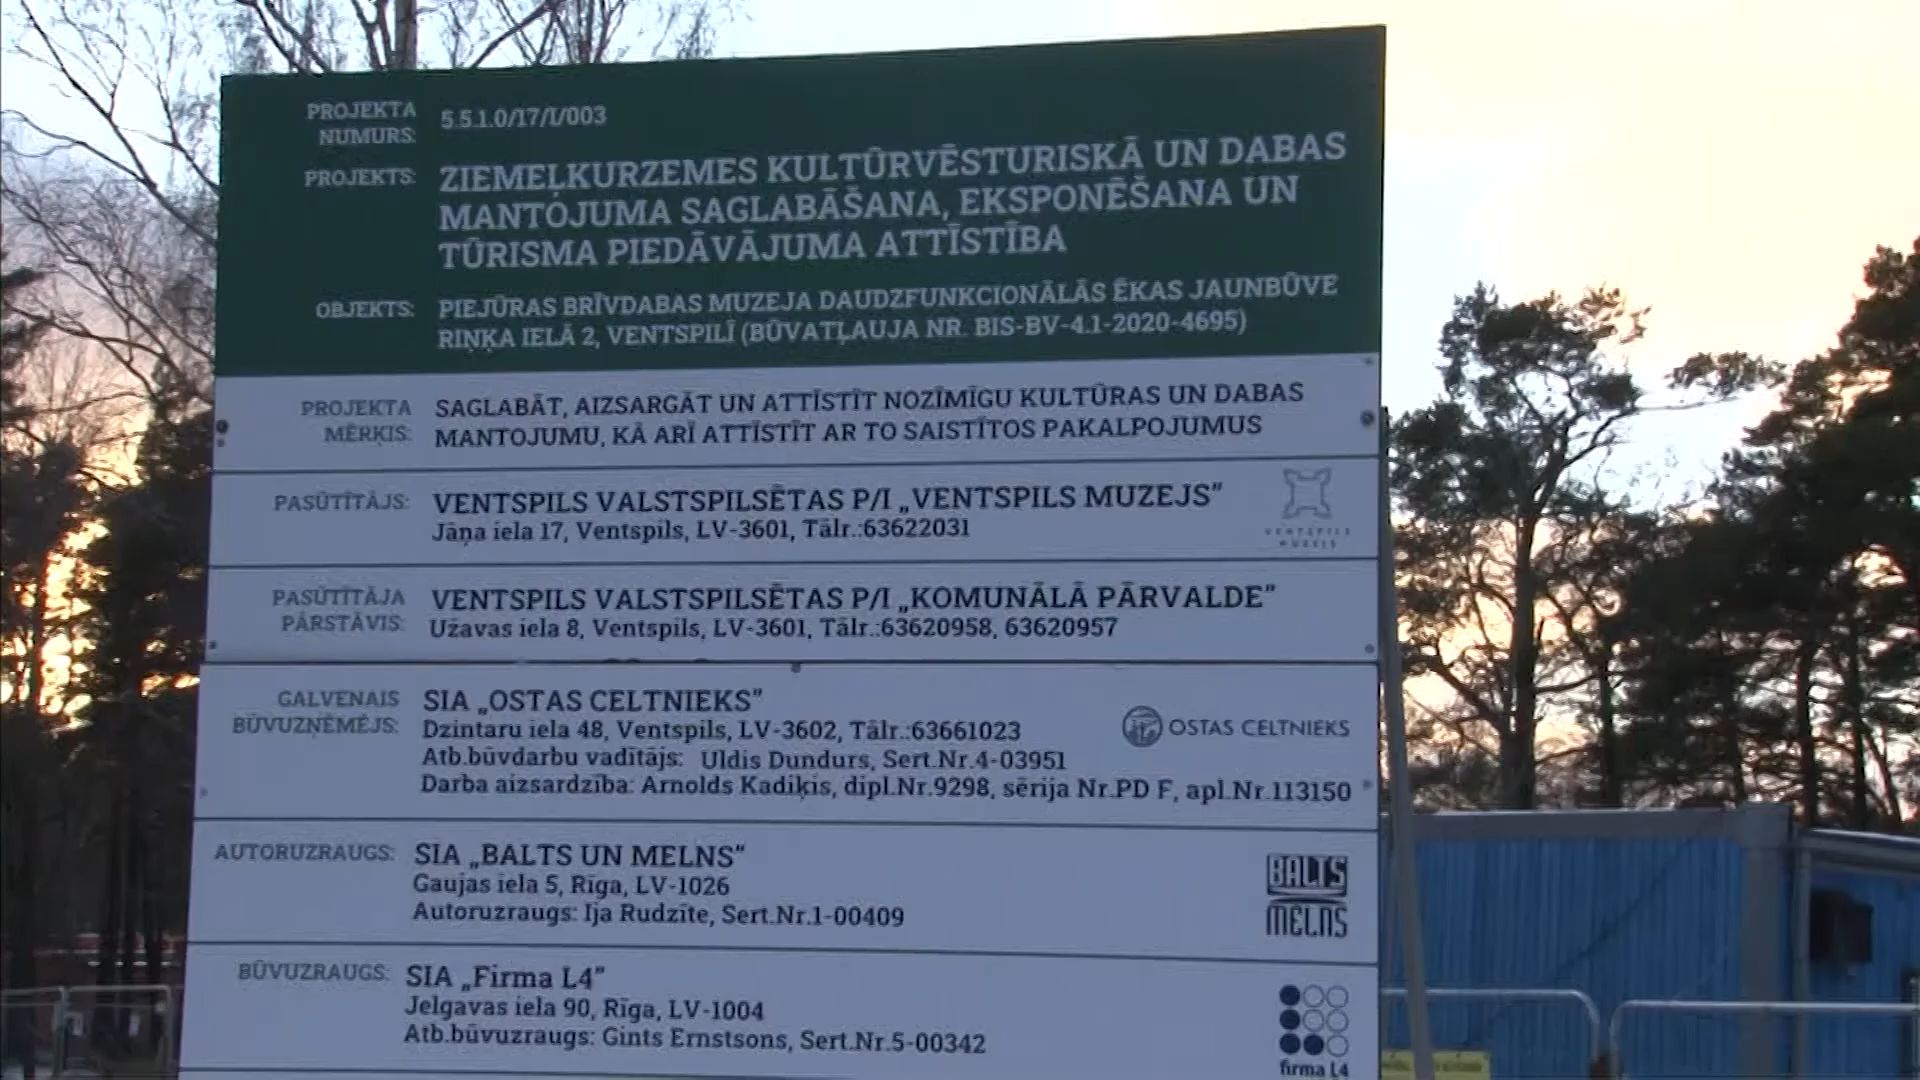 PROJEKTA NUMURS: 5.5.1.0/17/I/003
PROJEKTS: ZIEMEĻKURZEMES KULTŪRVĒSTURISKĀ UN DABAS
MANTOJUMA SAGLABĀŠANA, EKSPONĒŠANA UN
TŪRISMA PIEDĀVĀJUMA ATTĪSTĪBA
OBJEKTS: PIEJŪRAS BRĪVDABAS MUZEJA DAUDZFUNKCIONĀLĀS ĒKAS JAUNBŪVE
RIŅĶA IELĀ 2, VENTSPILĪ (BŪVATĻAUJA NR. BIS-BV-4.1-2020-4695)
PROJEKTA MĒRĶIS: SAGLABĀT, AIZSARGĀT UN ATTĪSTĪT NOZĪMĪGU KULTŪRAS UN DABAS
MANTOJUMU, KĀ ARĪ ATTĪSTĪT AR TO SAISTĪTOS PAKALPOJUMUS
PASŪTĪTĀJS: VENTSPILS VALSTSPILSĒTAS P/I „VENTSPILS MUZEJS”
Jāņa iela 17, Ventspils, LV-3601, Tālr.:63622031
VENTSPILS
MUZEJS
PASŪTĪTĀJA PĀRSTĀVIS: VENTSPILS VALSTSPILSĒTAS P/I „KOMUNĀLĀ PĀRVALDE”
Užavas iela 8, Ventspils, LV-3601, Tālr.:63620958, 63620957
GALVENAIS BŪVUZŅĒMĒJS: SIA „OSTAS CELTNIEKS”
Dzintaru iela 48, Ventspils, LV-3602, Tālr.:63661023
Atb.būvdarbu vadītājs: Uldis Dundurs, Sert.Nr.4-03951
Darba aizsardzība: Arnolds Kadiķis, dipl.Nr.9298, sērija Nr.PD F, apl.Nr.113150
OSTAS CELTNIEKS
AUTORUZRAUGS: SIA „BALTS UN MELNS”
Gaujas iela 5, Rīga, LV-1026
Autoruzraugs: Ija Rudzīte, Sert.Nr.1-00409
BALTS
MELNS
BŪVUZRAUGS: SIA „Firma L4”
Jelgavas iela 90, Rīga, LV-1004
Atb.būvuzraugs: Gints Ernstsons, Sert.Nr.5-00342
firma L4